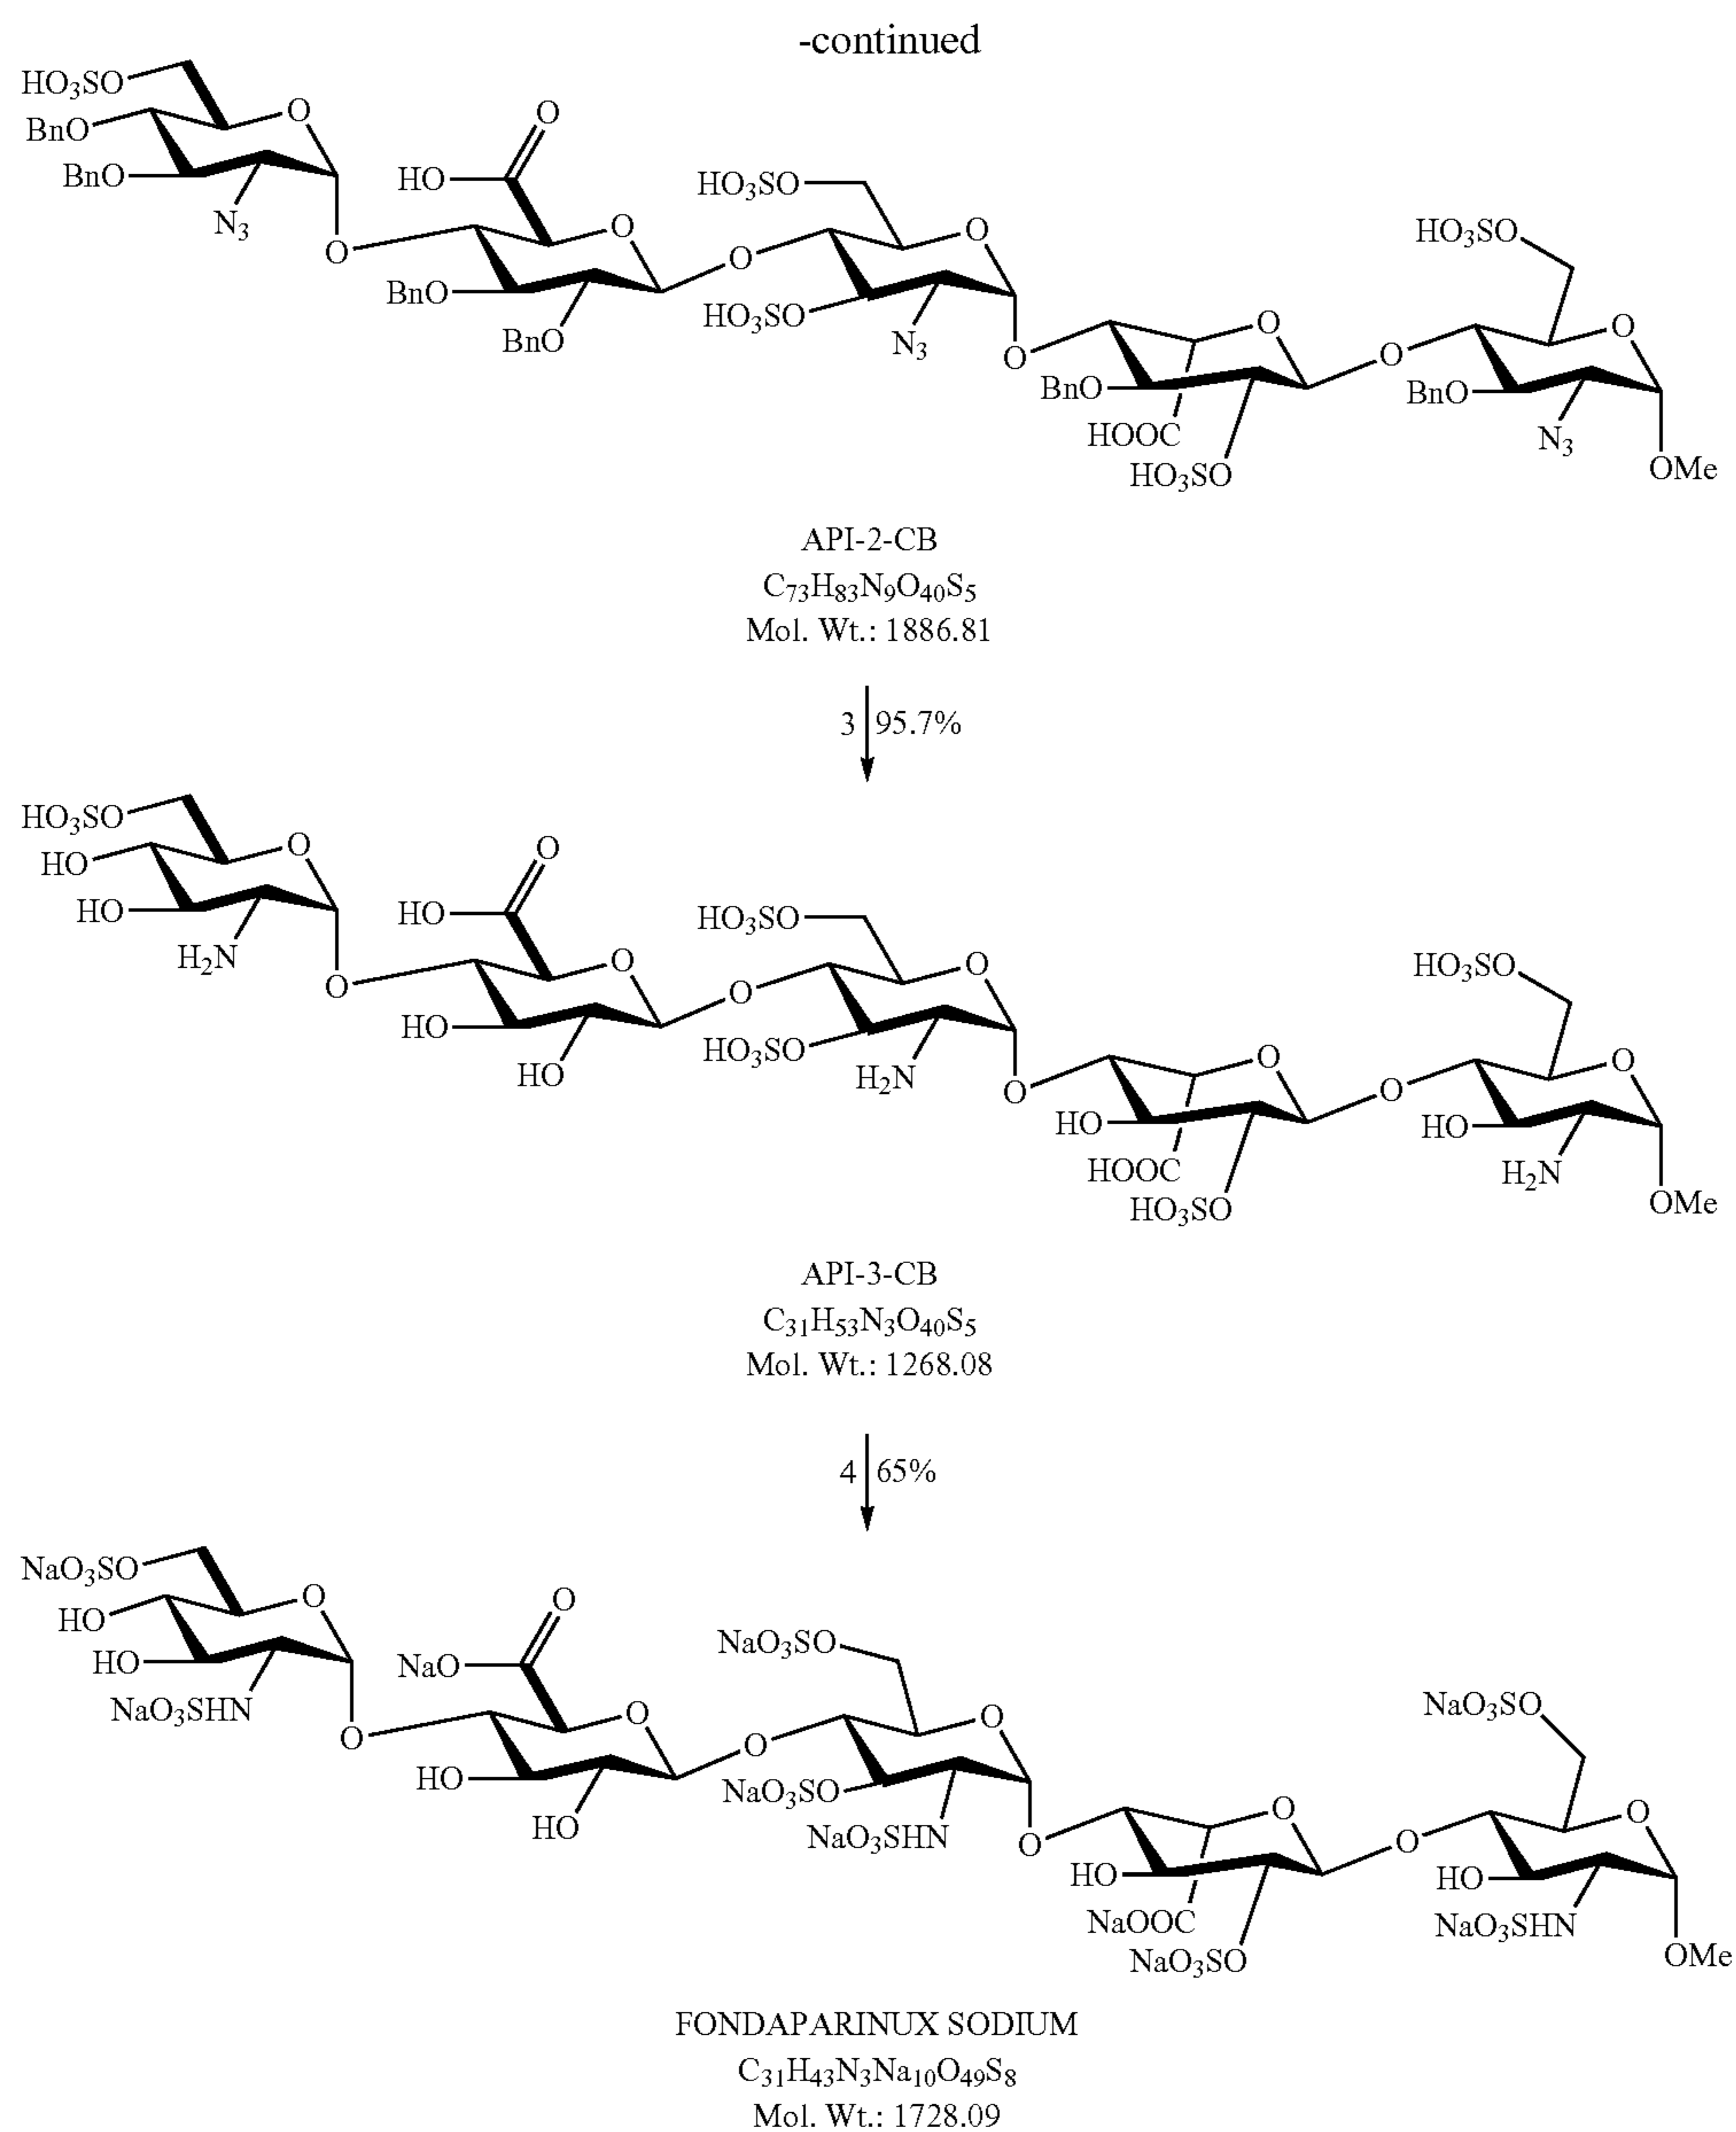 -continued
HO₃SO
O
BnO
BnO
N₃
O
HO
O
O
BnO
BnO
O
HO₃SO
O
HO₃SO
N₃
O
O
BnO
HOOC
HO₃SO
O
HO₃SO
O
BnO
N₃
OMe
API-2-CB
C₇₃H₈₃N₉O₄₀S₅
Mol. Wt.: 1886.81
3 95.7%
HO₃SO
O
HO
HO
H₂N
O
HO
O
O
HO
HO
O
HO₃SO
O
HO₃SO
H₂N
O
O
HO
HOOC
HO₃SO
O
HO₃SO
O
HO
H₂N
OMe
API-3-CB
C₃₁H₅₃N₃O₄₀S₅
Mol. Wt.: 1268.08
4 65%
NaO₃SO
O
HO
HO
NaO₃SHN
O
NaO
O
O
HO
HO
O
NaO₃SO
O
NaO₃SO
NaO₃SHN
O
O
HO
NaOOC
NaO₃SO
O
NaO₃SO
O
HO
NaO₃SHN
OMe
FONDAPARINUX SODIUM
C₃₁H₄₃N₃Na₁₀O₄₉S₈
Mol. Wt.: 1728.09